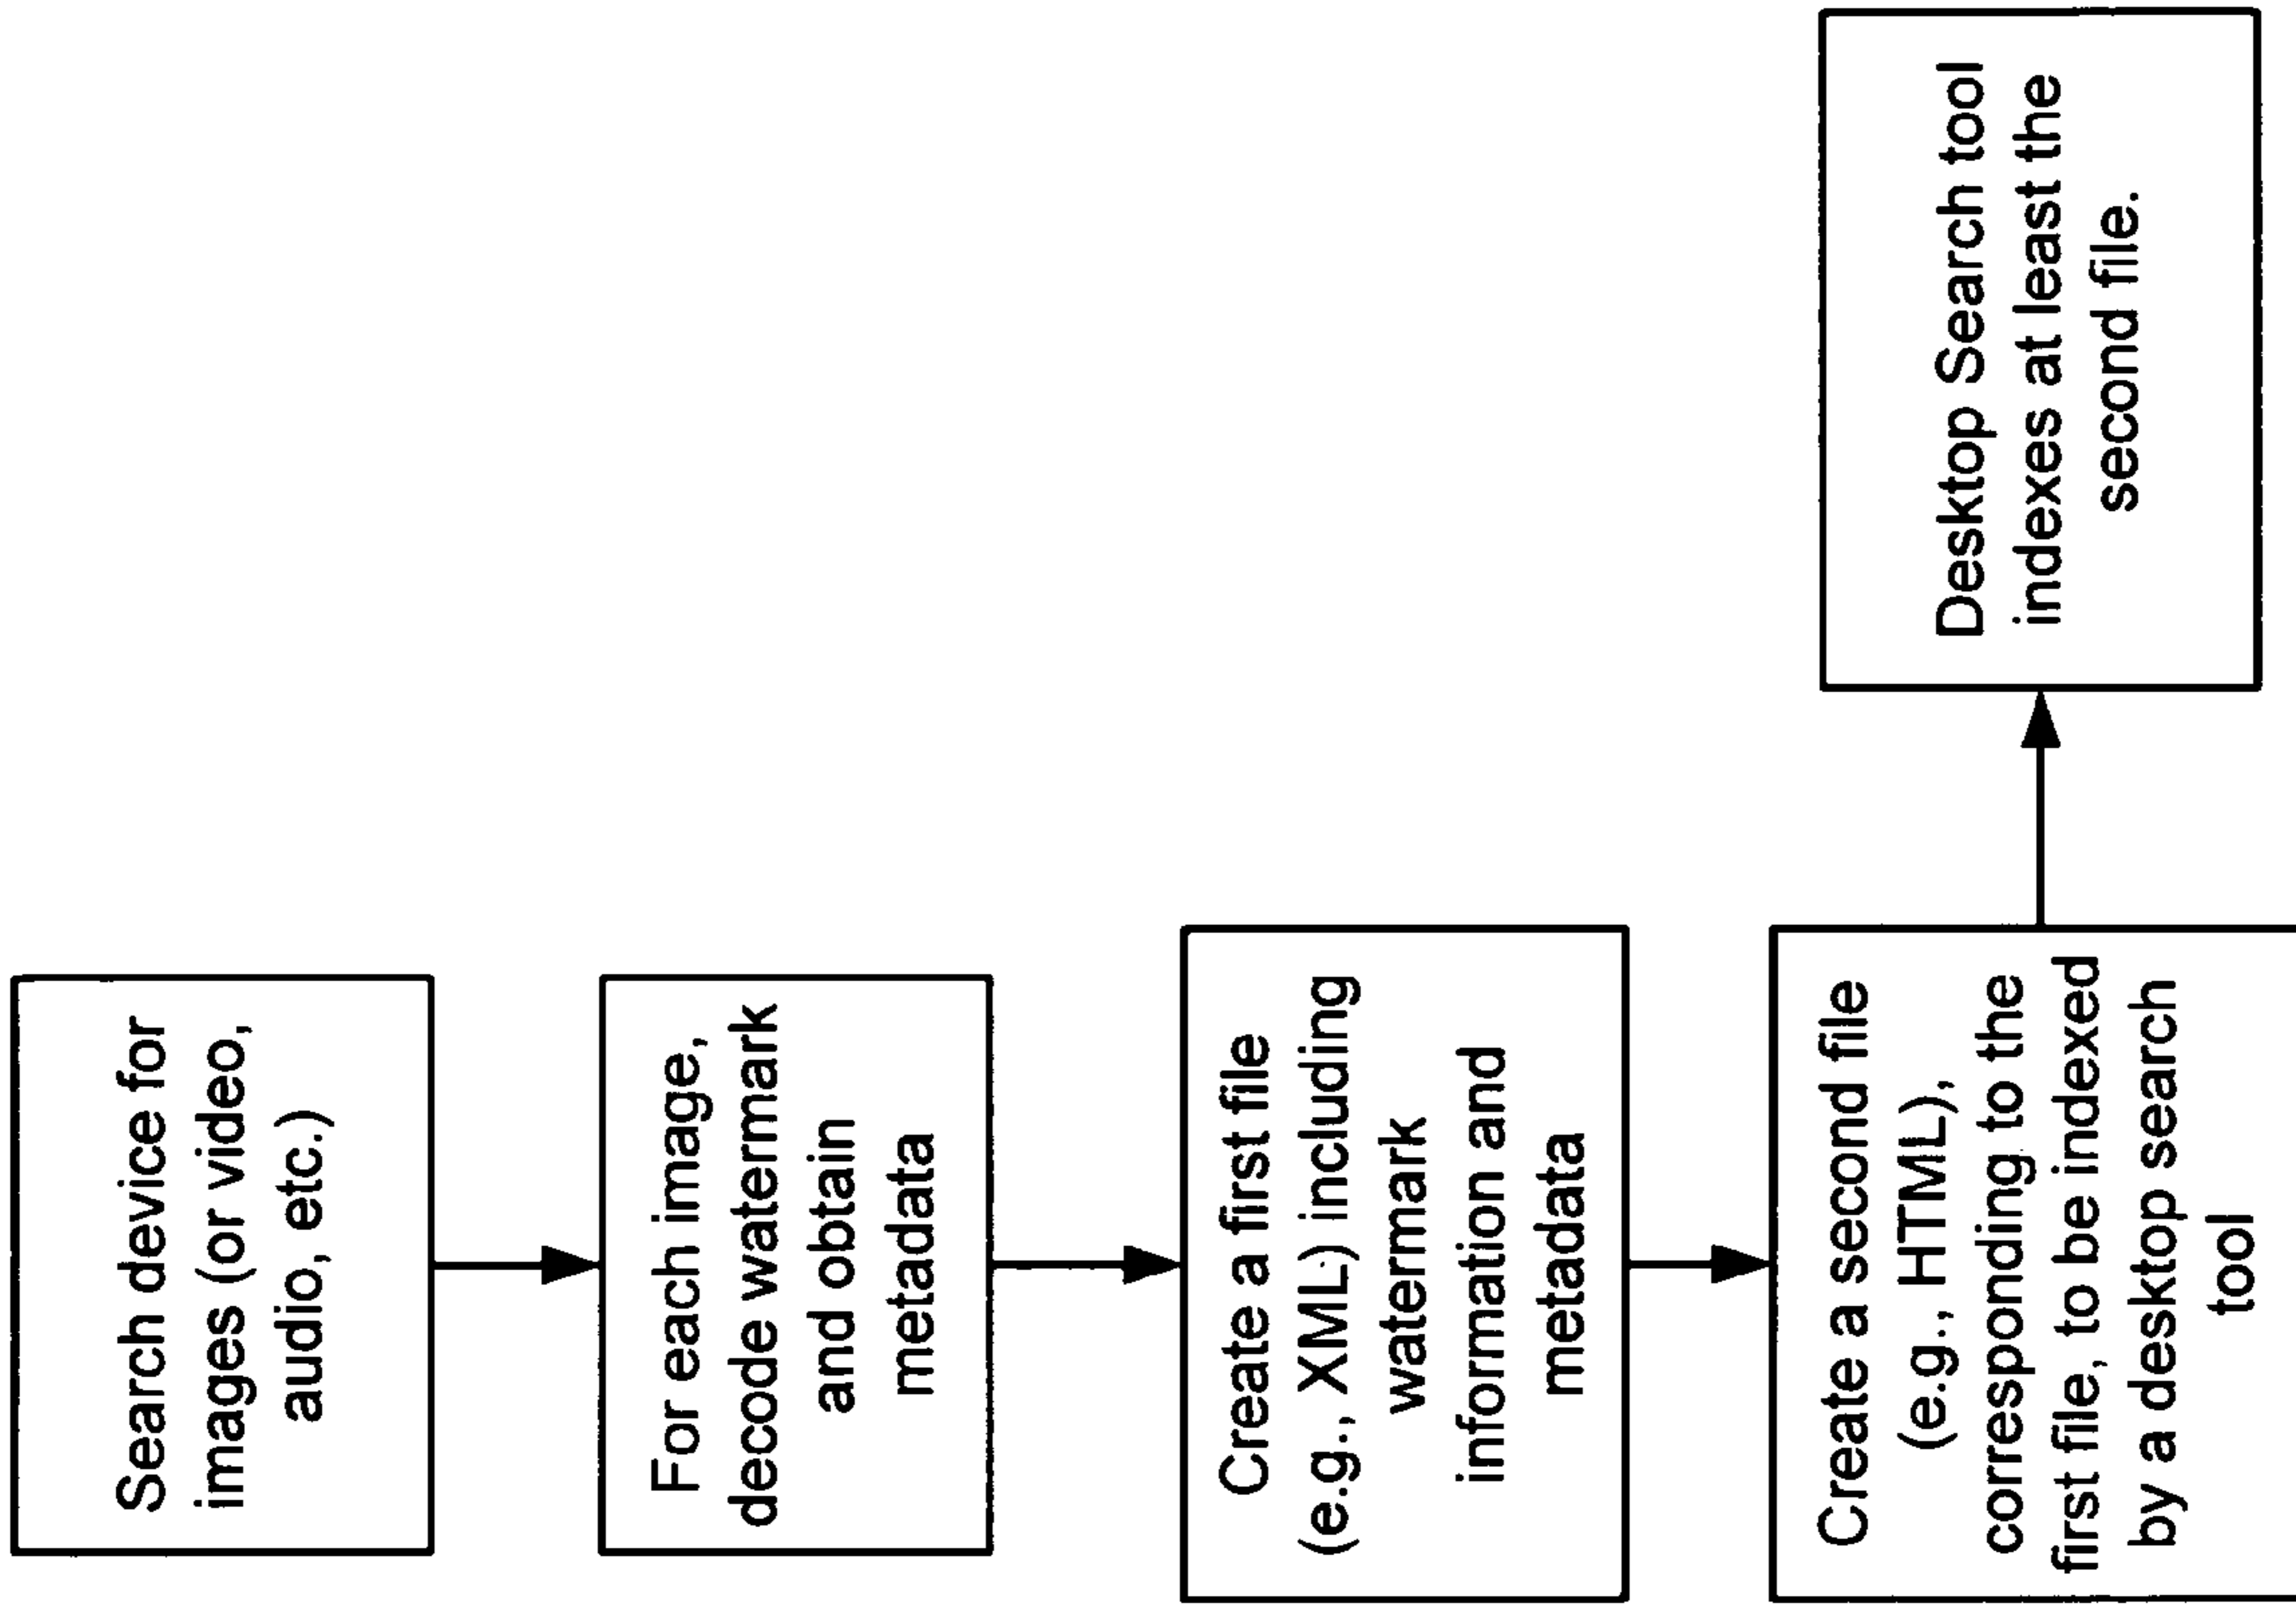 Search device for
images (or video,
audio, etc.)
For each image,
decode watermark
and obtain
metadata
Create a first file
(e.g., XML) including
watermark
information and
metadata
Create a second file
(e.g., HTML),
corresponding to the
first file, to be indexed
by a desktop search
tool
Desktop Search tool
indexes at least the
second file.